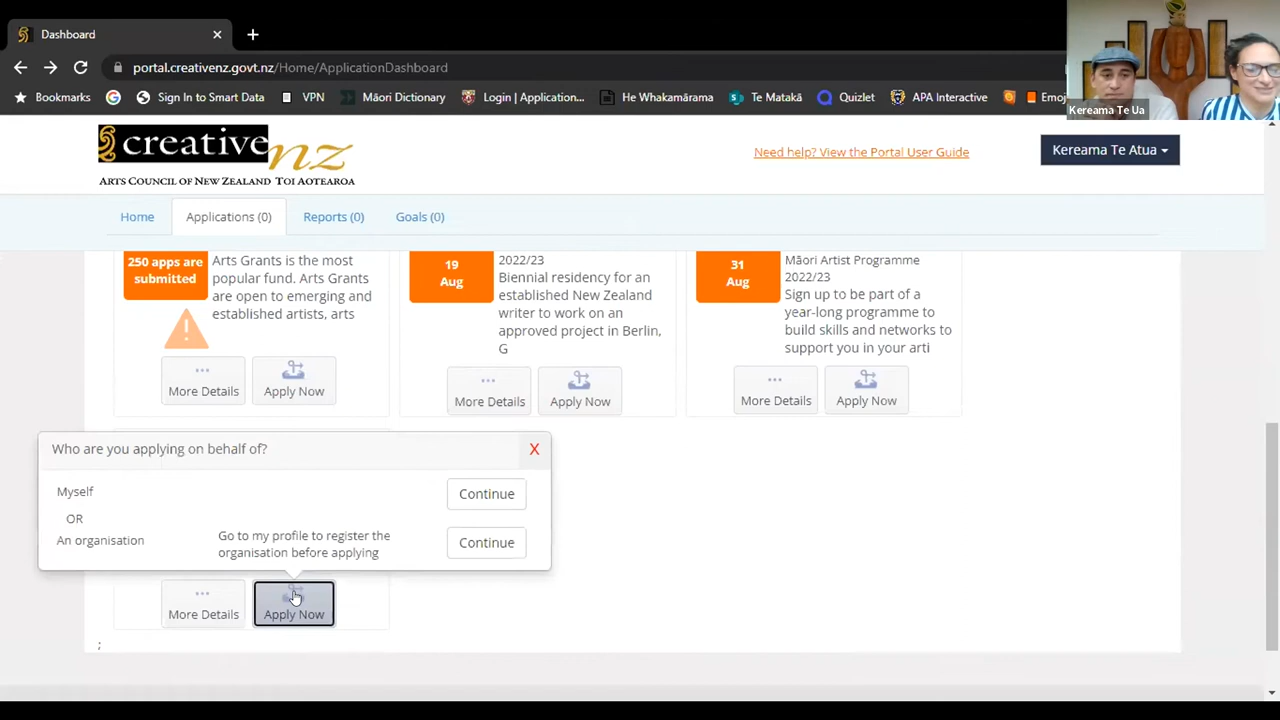 Dashboard
portal.creativenz.govt.nz/Home/ApplicationDashboard
Bookmarks
Sign In to Smart Data
VPN
Māori Dictionary
Login | Application...
He Whakamārama
Te Matakā
Quizlet
APA Interactive
Emoj
Kereama Te Ua
creative nz
ARTS COUNCIL OF NEW ZEALAND TOI AOTEAROA
Need help? View the Portal User Guide
Kereama Te Atua
Home
Applications (0)
Reports (0)
Goals (0)
250 apps are
submitted
Arts Grants is the most
popular fund. Arts Grants
are open to emerging and
established artists, arts
More Details
Apply Now
19
Aug
2022/23
Biennial residency for an
established New Zealand
writer to work on an
approved project in Berlin,
G
More Details
Apply Now
31
Aug
Māori Artist Programme
2022/23
Sign up to be part of a
year-long programme to
build skills and networks to
support you in your arti
More Details
Apply Now
Who are you applying on behalf of?
X
Myself
Continue
OR
An organisation
Go to my profile to register the
organisation before applying
Continue
More Details
Apply Now
;